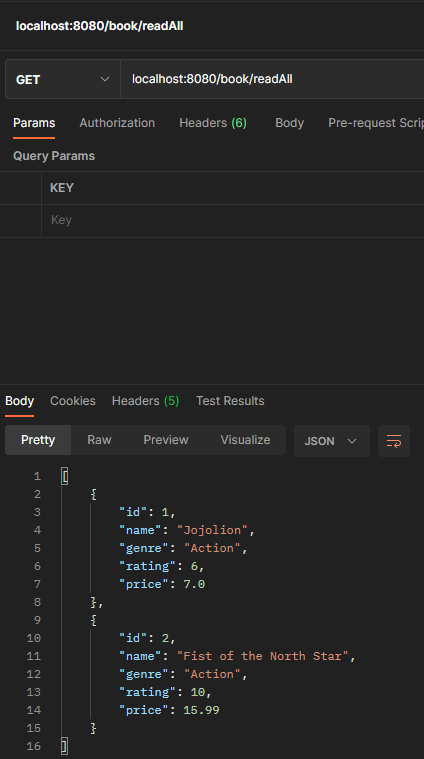 localhost:8080/book/readAll
GET localhost:8080/book/readAll
Params Authorization Headers (6) Body Pre-request Scrip
Query Params
KEY
Key
Body Cookies Headers (5) Test Results
Pretty Raw Preview Visualize JSON
1 [
2 {
3 "id": 1,
4 "name": "Jojolion",
5 "genre": "Action",
6 "rating": 6,
7 "price": 7.0
8 },
9 {
10 "id": 2,
11 "name": "Fist of the North Star",
12 "genre": "Action",
13 "rating": 10,
14 "price": 15.99
15 }
16 ]